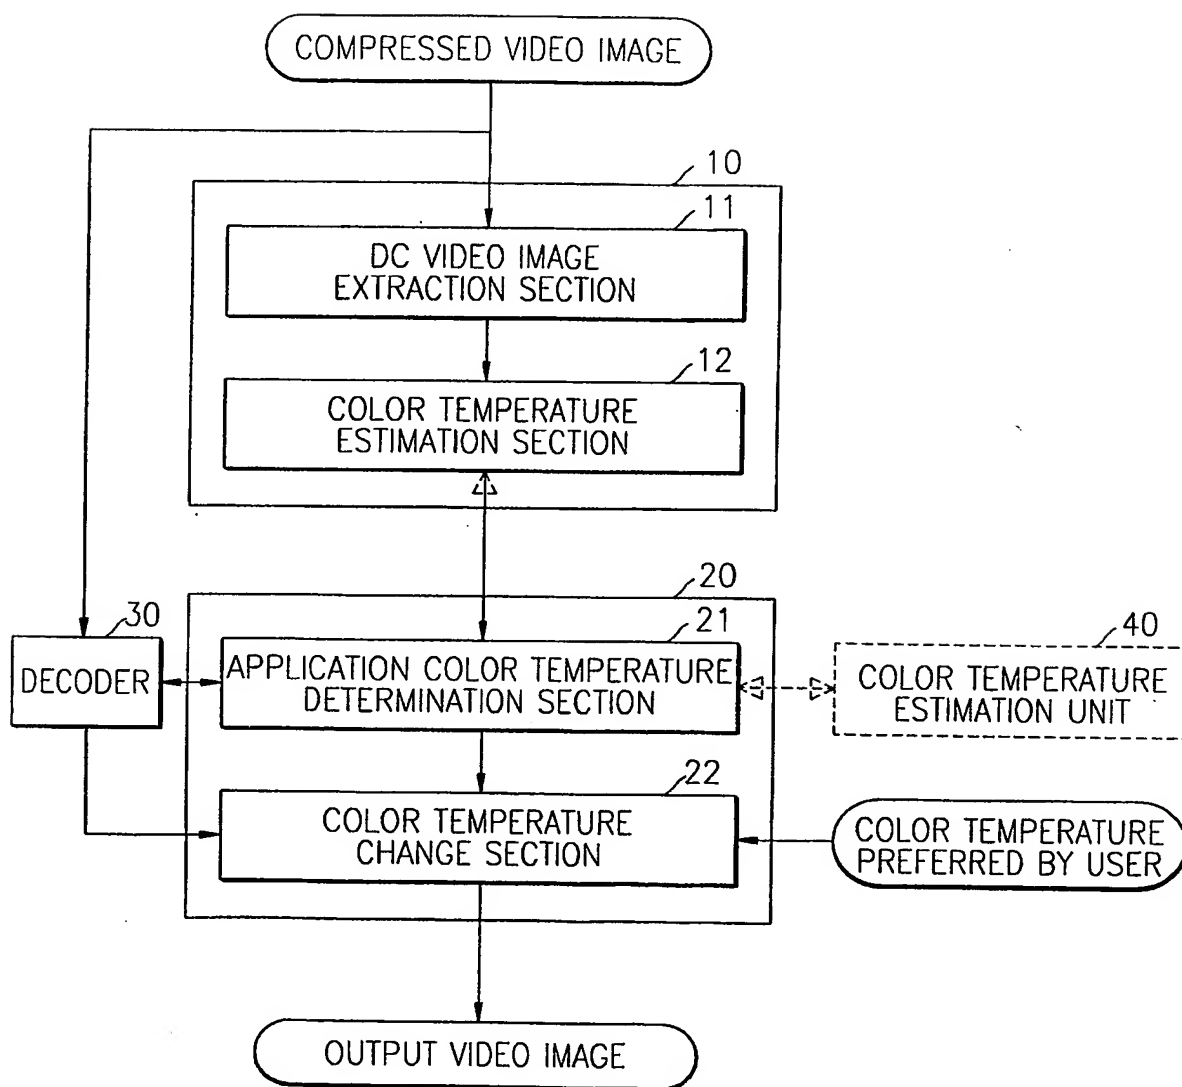 COMPRESSED VIDEO IMAGE
10
11
DC VIDEO IMAGE
EXTRACTION SECTION
12
COLOR TEMPERATURE
ESTIMATION SECTION
20
30
21
40
DECODER
APPLICATION COLOR TEMPERATURE
DETERMINATION SECTION
COLOR TEMPERATURE
ESTIMATION UNIT
22
COLOR TEMPERATURE
CHANGE SECTION
COLOR TEMPERATURE
PREFERRED BY USER
OUTPUT VIDEO IMAGE